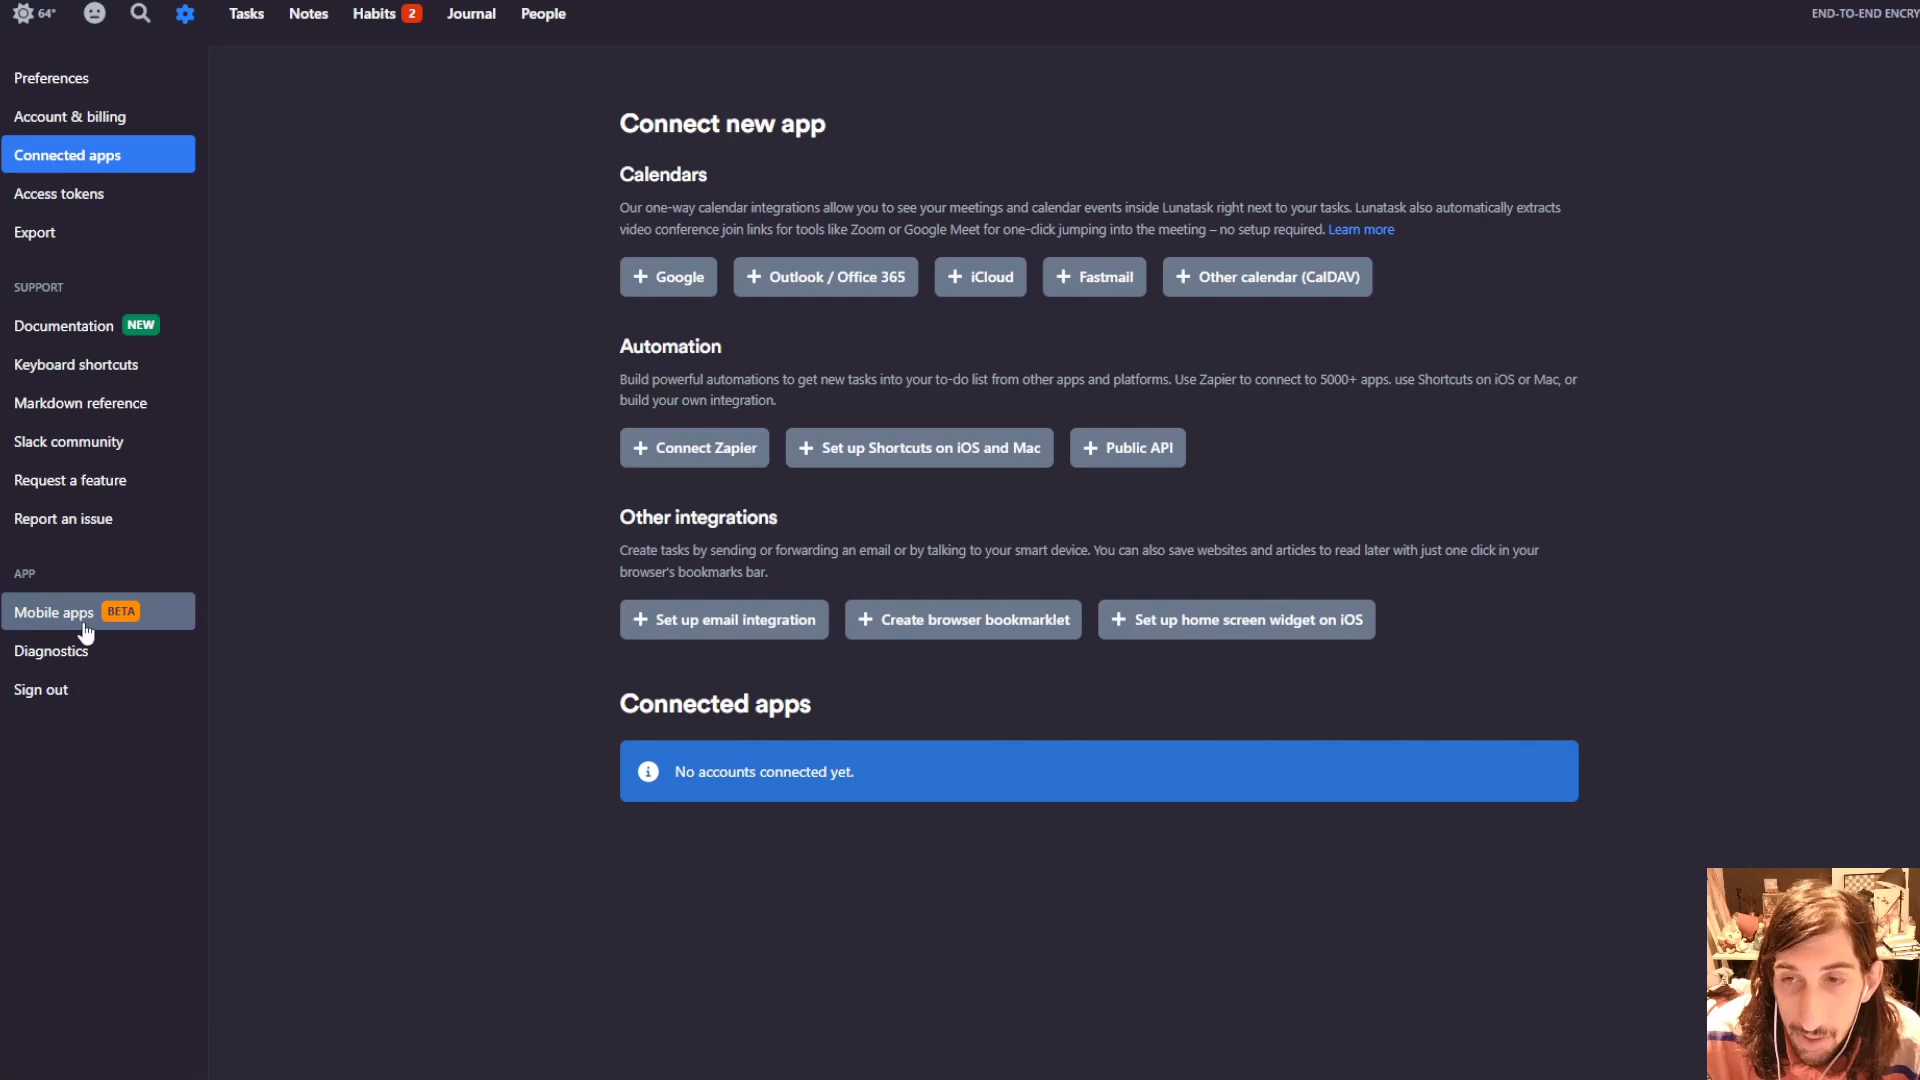 64°
Tasks
Notes
Habits 2
Journal
People
END-TO-END ENCRY
Preferences
Account & billing
Connected apps
Access tokens
Export
SUPPORT
Documentation NEW
Keyboard shortcuts
Markdown reference
Slack community
Request a feature
Report an issue
APP
Mobile apps BETA
Diagnostics
Sign out
Connect new app
Calendars
Our one-way calendar integrations allow you to see your meetings and calendar events inside Lunatask right next to your tasks. Lunatask also automatically extracts
video conference join links for tools like Zoom or Google Meet for one-click jumping into the meeting – no setup required. Learn more
+ Google
+ Outlook / Office 365
+ iCloud
+ Fastmail
+ Other calendar (CalDAV)
Automation
Build powerful automations to get new tasks into your to-do list from other apps and platforms. Use Zapier to connect to 5000+ apps. use Shortcuts on iOS or Mac, or
build your own integration.
+ Connect Zapier
+ Set up Shortcuts on iOS and Mac
+ Public API
Other integrations
Create tasks by sending or forwarding an email or by talking to your smart device. You can also save websites and articles to read later with just one click in your
browser's bookmarks bar.
+ Set up email integration
+ Create browser bookmarklet
+ Set up home screen widget on iOS
Connected apps
No accounts connected yet.